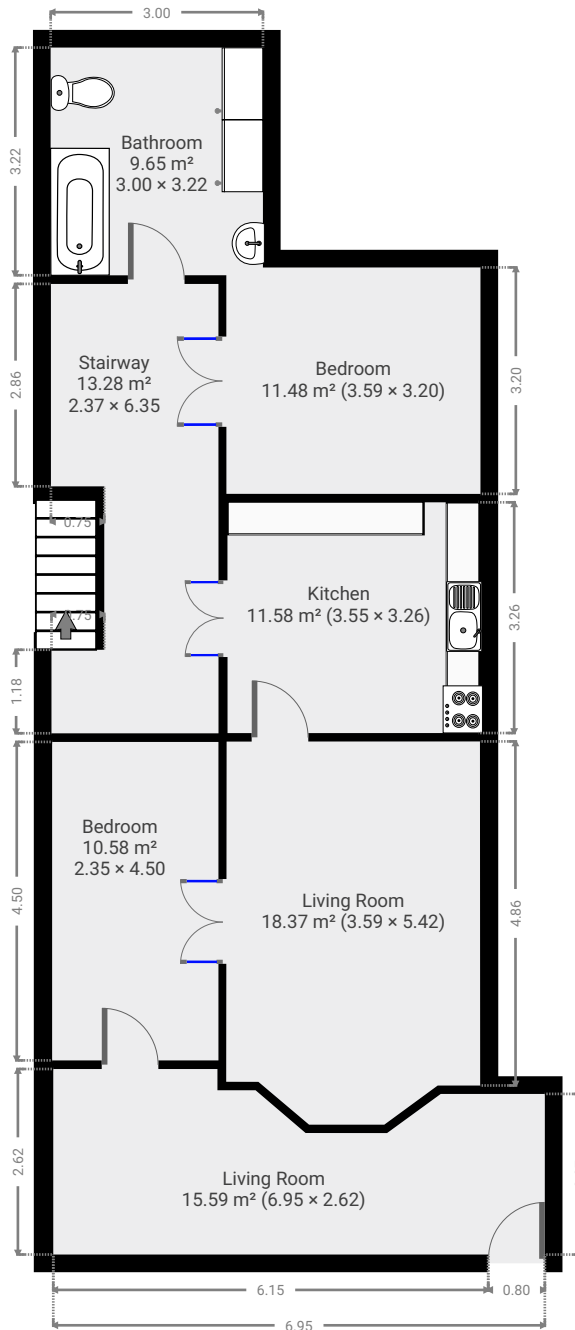 3.00
3.22
Bathroom
9.65 m²
3.00 × 3.22
2.86
Stairway
13.28 m²
2.37 × 6.35
Bedroom
11.48 m² (3.59 × 3.20)
3.20
0.75
0.75
1.18
Kitchen
11.58 m² (3.55 × 3.26)
3.26
Bedroom
10.58 m²
2.35 × 4.50
4.50
Living Room
18.37 m² (3.59 × 5.42)
4.86
2.62
Living Room
15.59 m² (6.95 × 2.62)
6.15
0.80
6.95